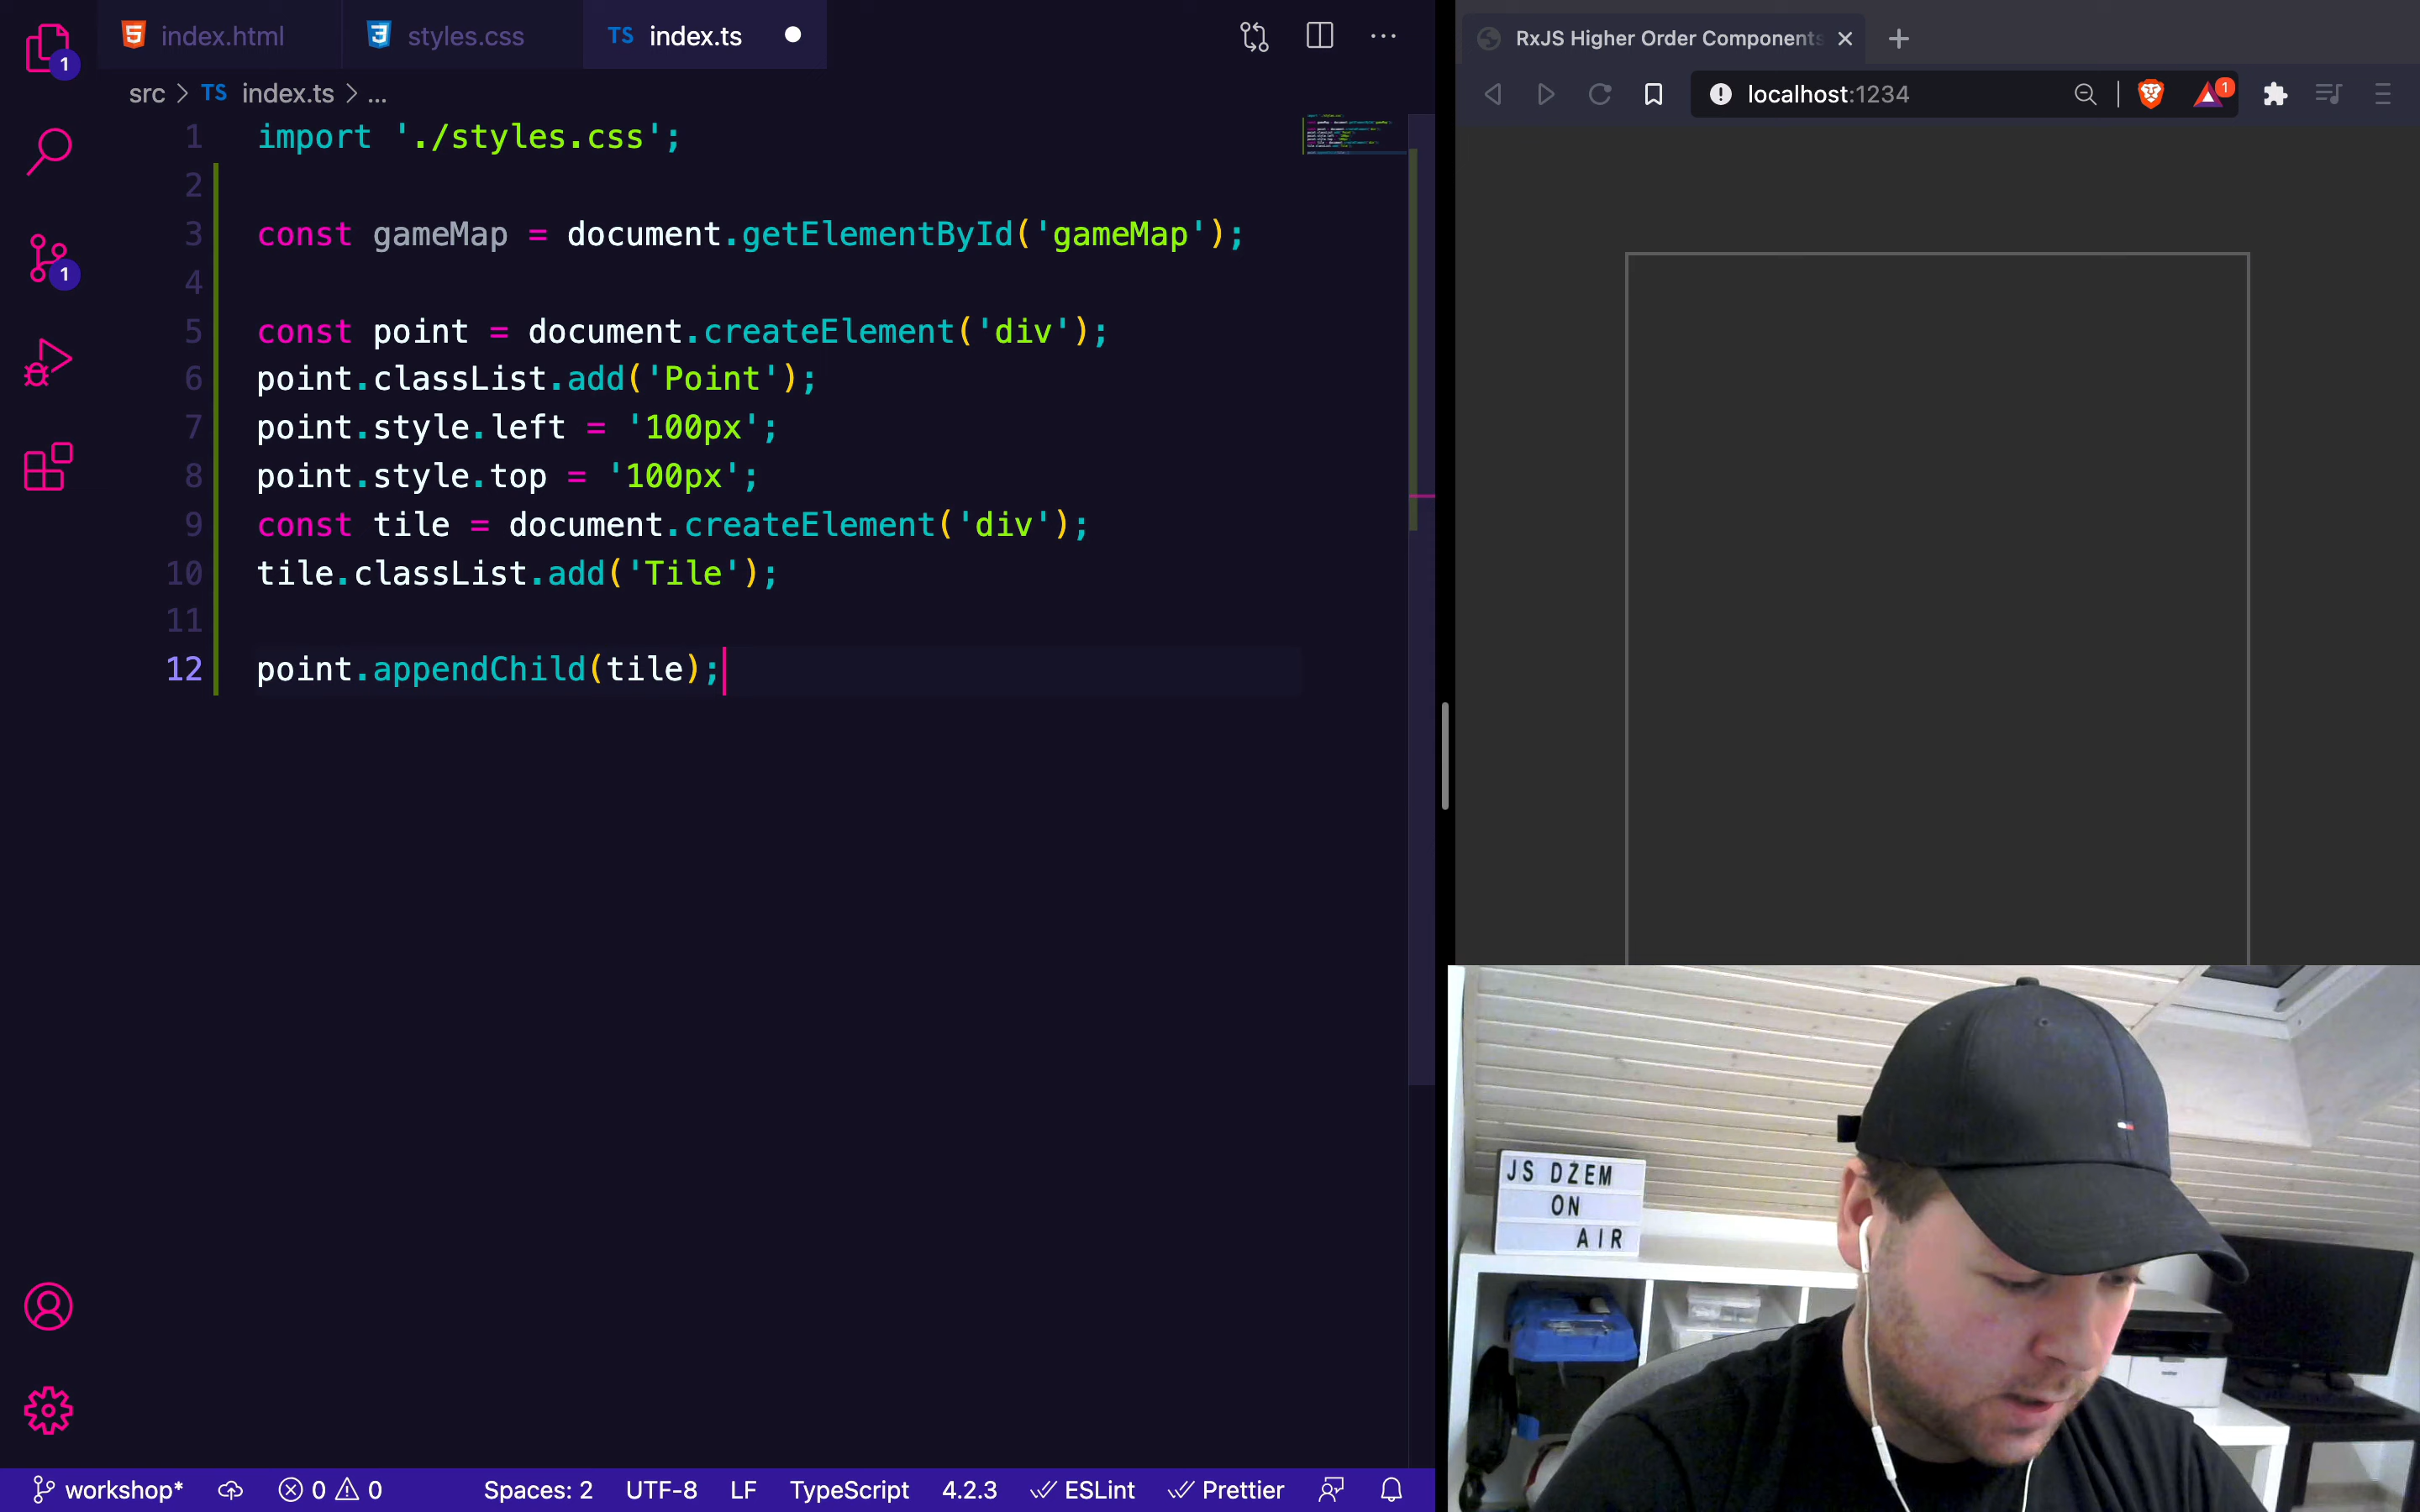 index.html
styles.css
TS index.ts
src > TS index.ts > ...
1 import './styles.css';
2
3 const gameMap = document.getElementById('gameMap');
4
5 const point = document.createElement('div');
6 point.classList.add('Point');
7 point.style.left = '100px';
8 point.style.top = '100px';
9 const tile = document.createElement('div');
10 tile.classList.add('Tile');
11
12 point.appendChild(tile);
1
1
workshop*
0
0
Spaces: 2
UTF-8
LF
TypeScript
4.2.3
ESLint
Prettier
RxJS Higher Order Components
localhost:1234
1
JS DŻEM
ON
AIR